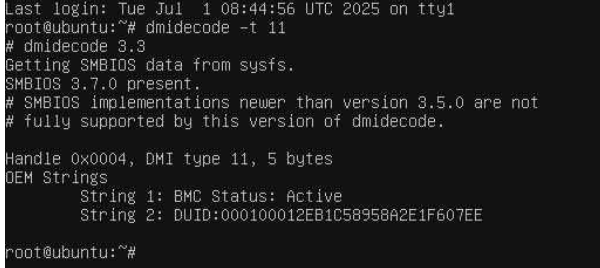 Last login: Tue Jul  1 08:44:56 UTC 2025 on tty1
root@ubuntu:~# dmidecode -t 11
# dmidecode 3.3
Getting SMBIOS data from sysfs.
SMBIOS 3.7.0 present.
# SMBIOS implementations newer than version 3.5.0 are not
# fully supported by this version of dmidecode.
Handle 0x0004, DMI type 11, 5 bytes
OEM Strings
String 1: BMC Status: Active
String 2: DUID:000100012EB1C58958A2E1F607EE
root@ubuntu:~#